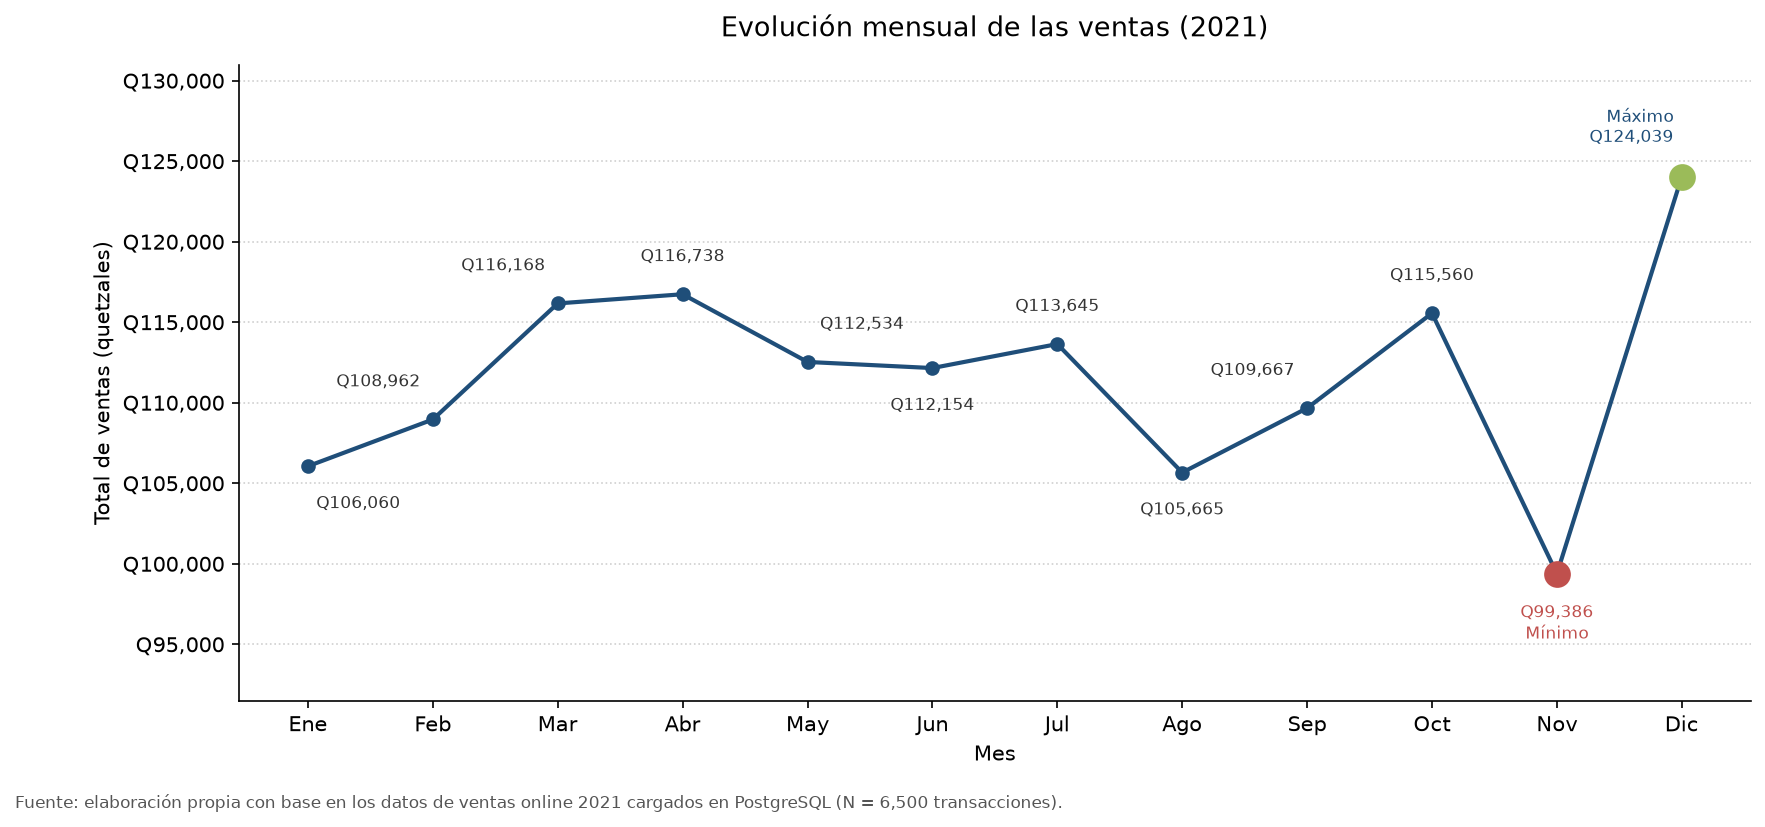 Evolución mensual de las ventas (2021)
Total de ventas (quetzales)
Q130,000
Q125,000
Q120,000
Q115,000
Q110,000
Q105,000
Q100,000
Q95,000
Q106,060
Q108,962
Q116,168
Q116,738
Q112,534
Q112,154
Q113,645
Q105,665
Q109,667
Q115,560
Q99,386
Mínimo
Máximo
Q124,039
Ene Feb Mar Abr May Jun Jul Ago Sep Oct Nov Dic
Mes
Fuente: elaboración propia con base en los datos de ventas online 2021 cargados en PostgreSQL (N = 6,500 transacciones).